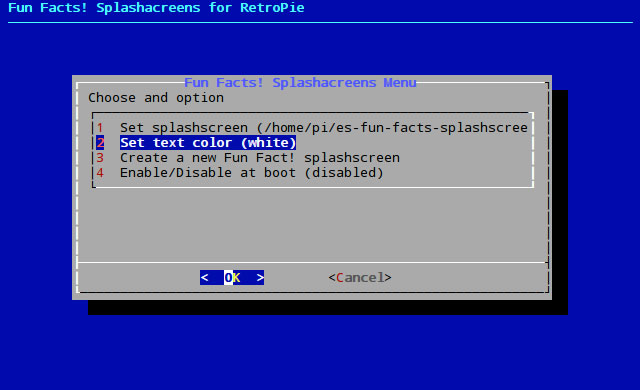 Fun Facts! Splashacreens for RetroPie
Fun Facts! Splashacreens Menu
Choose and option
1 Set splashscreen (/home/pi/es-fun-facts-splashscree
2 Set text color (white)
3 Create a new Fun Fact! splashscreen
4 Enable/Disable at boot (disabled)
< OK > <Cancel>